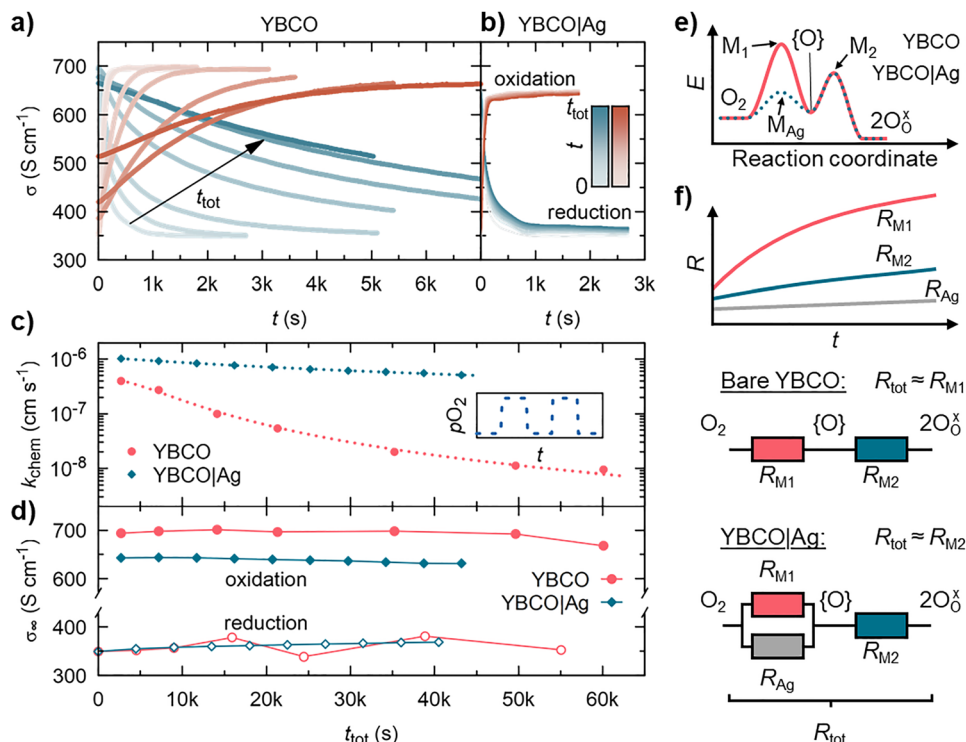 a) YBCO
σ (S cm⁻¹)
700
600
500
400
300
t_tot
0 1k 2k 3k 4k 5k 6k 7k
t (s)
b) YBCO|Ag
oxidation
t_tot
t
0
reduction
0 1k 2k 3k
t (s)
c)
k_chem (cm s⁻¹)
10⁻⁶
10⁻⁷
10⁻⁸
YBCO
YBCO|Ag
pO₂
t
d)
σ∞ (S cm⁻¹)
700
650
400
350
oxidation
YBCO
YBCO|Ag
reduction
0 10k 20k 30k 40k 50k 60k
t_tot (s)
e)
E
M₁ {O} M₂ YBCO
YBCO|Ag
O₂
M_Ag
2O_O^x
Reaction coordinate
f)
R
R_M1
R_M2
R_Ag
t
Bare YBCO: R_tot ≈ R_M1
O₂ {O} 2O_O^x
R_M1 R_M2
YBCO|Ag: R_tot ≈ R_M2
R_M1
O₂ {O} 2O_O^x
R_M2
R_Ag
R_tot